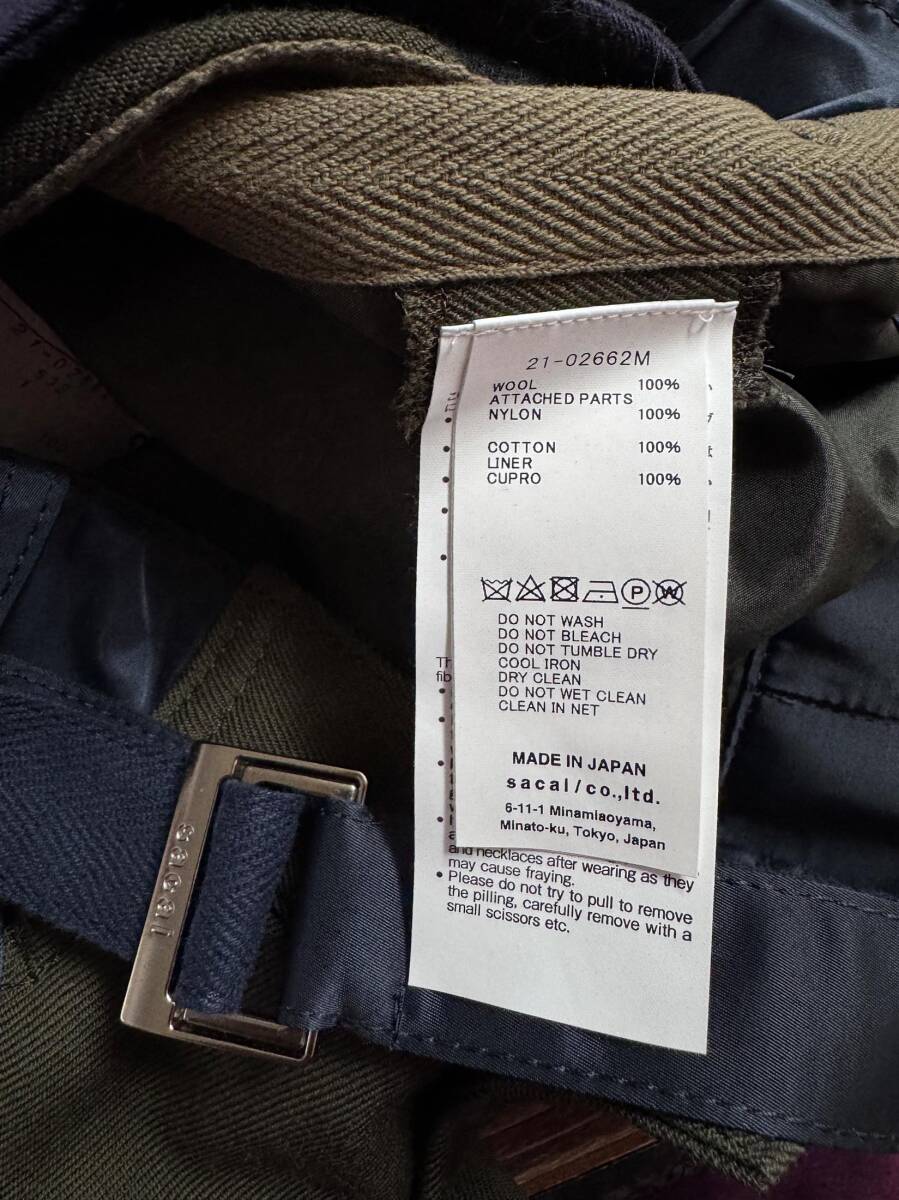 21-02662M
WOOL 100%
ATTACHED PARTS
NYLON 100%
COTTON 100%
LINER
CUPRO 100%
P W
DO NOT WASH
DO NOT BLEACH
DO NOT TUMBLE DRY
COOL IRON
DRY CLEAN
DO NOT WET CLEAN
CLEAN IN NET
MADE IN JAPAN
sacai/co.,ltd.
6-11-1 Minamiaoyama,
Minato-ku, Tokyo, Japan
and necklaces after wearing as they
may cause fraying.
• Please do not try to pull to remove
the pilling, carefully remove with a
small scissors etc.
sacai